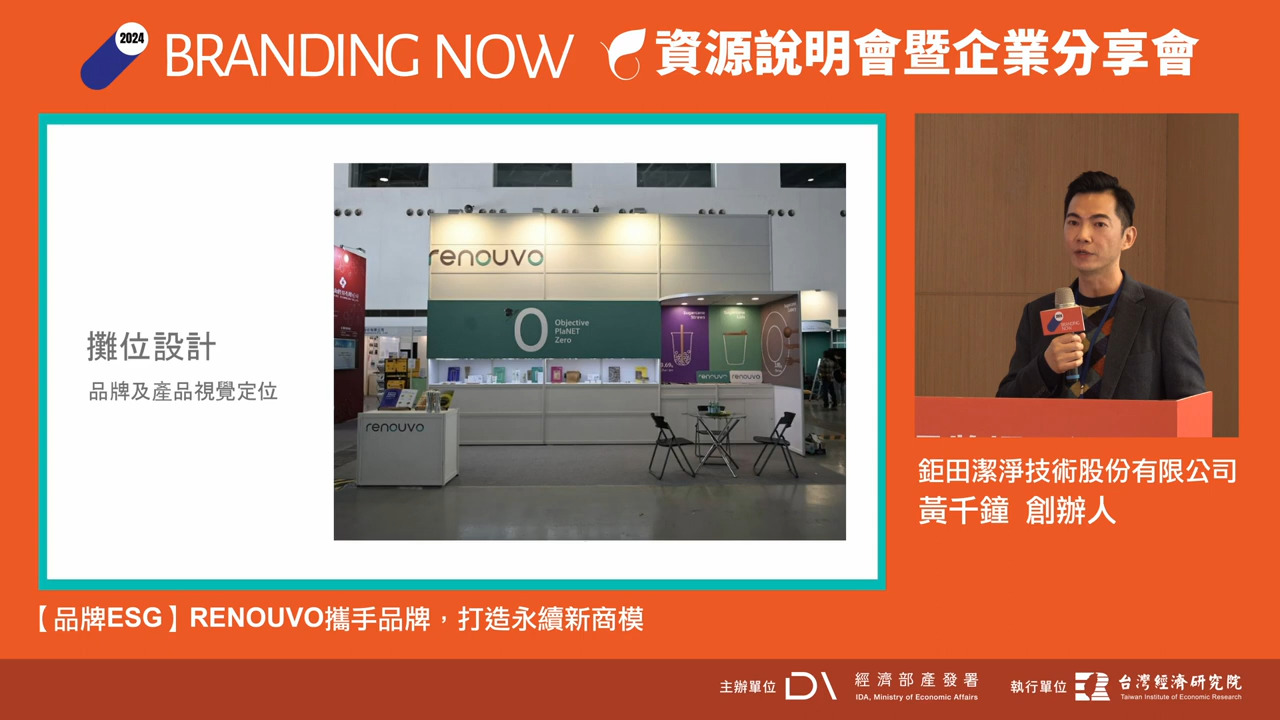 2024
BRANDING NOW
資源說明會暨企業分享會
攤位設計
品牌及產品視覺定位
renouvo
0
Objective
PlaNET
Zero
renouvo
renouvo
renouvo
BRANDING
NOW
鉅田潔淨技術股份有限公司
黃千鐘 創辦人
【品牌ESG】RENOUVO攜手品牌，打造永續新商模
主辦單位
IDA
經濟部產發署
IDA, Ministry of Economic Affairs
執行單位
台灣經濟研究院
Taiwan Institute of Economic Research